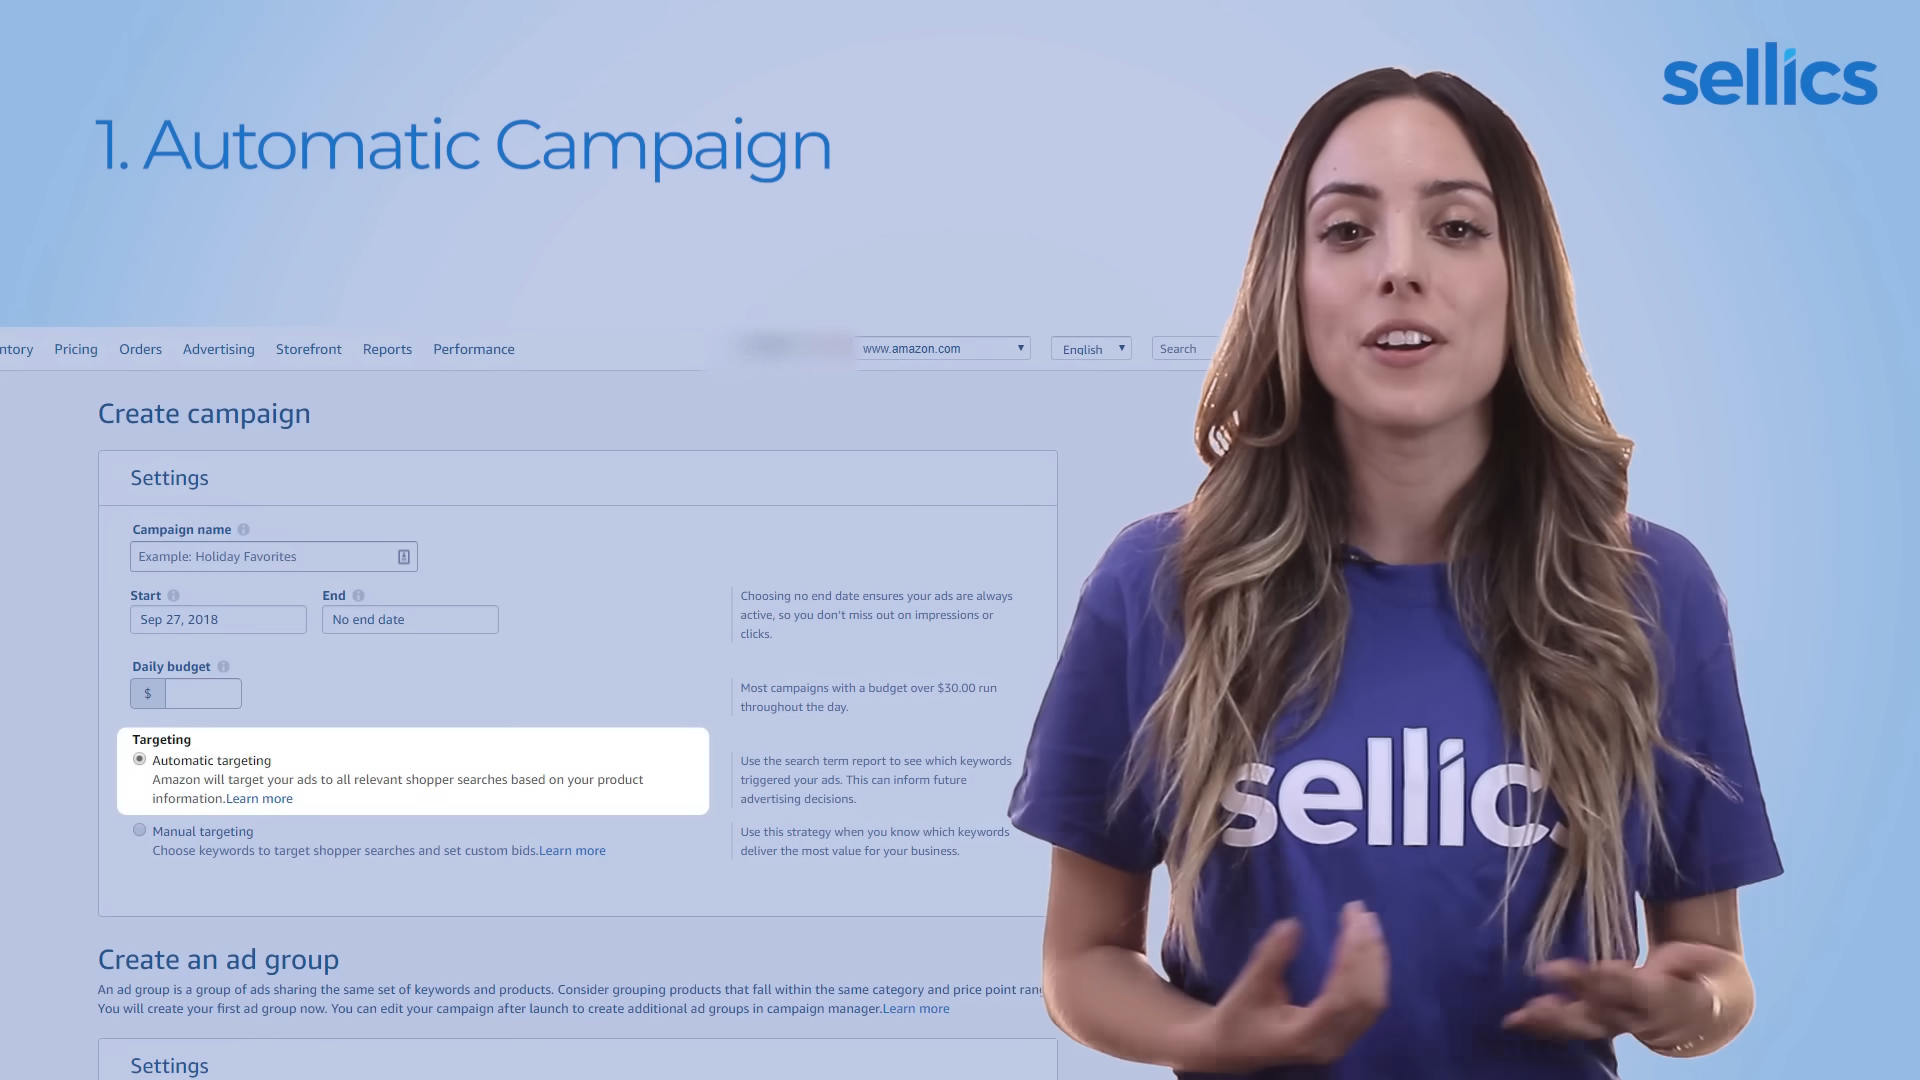 sellics
1. Automatic Campaign
ntory Pricing Orders Advertising Storefront Reports Performance www.amazon.com English Search
Create campaign
Settings
Campaign name
Example: Holiday Favorites
Start End
Sep 27, 2018 No end date
Choosing no end date ensures your ads are always
active, so you don't miss out on impressions or
clicks.
Daily budget
$
Most campaigns with a budget over $30.00 run
throughout the day.
Targeting
Automatic targeting
Amazon will target your ads to all relevant shopper searches based on your product
information.Learn more
Use the search term report to see which keywords
triggered your ads. This can inform future
advertising decisions.
Manual targeting
Choose keywords to target shopper searches and set custom bids.Learn more
Use this strategy when you know which keywords
deliver the most value for your business.
Create an ad group
An ad group is a group of ads sharing the same set of keywords and products. Consider grouping products that fall within the same category and price point rang
You will create your first ad group now. You can edit your campaign after launch to create additional ad groups in campaign manager.Learn more
Settings
sellic